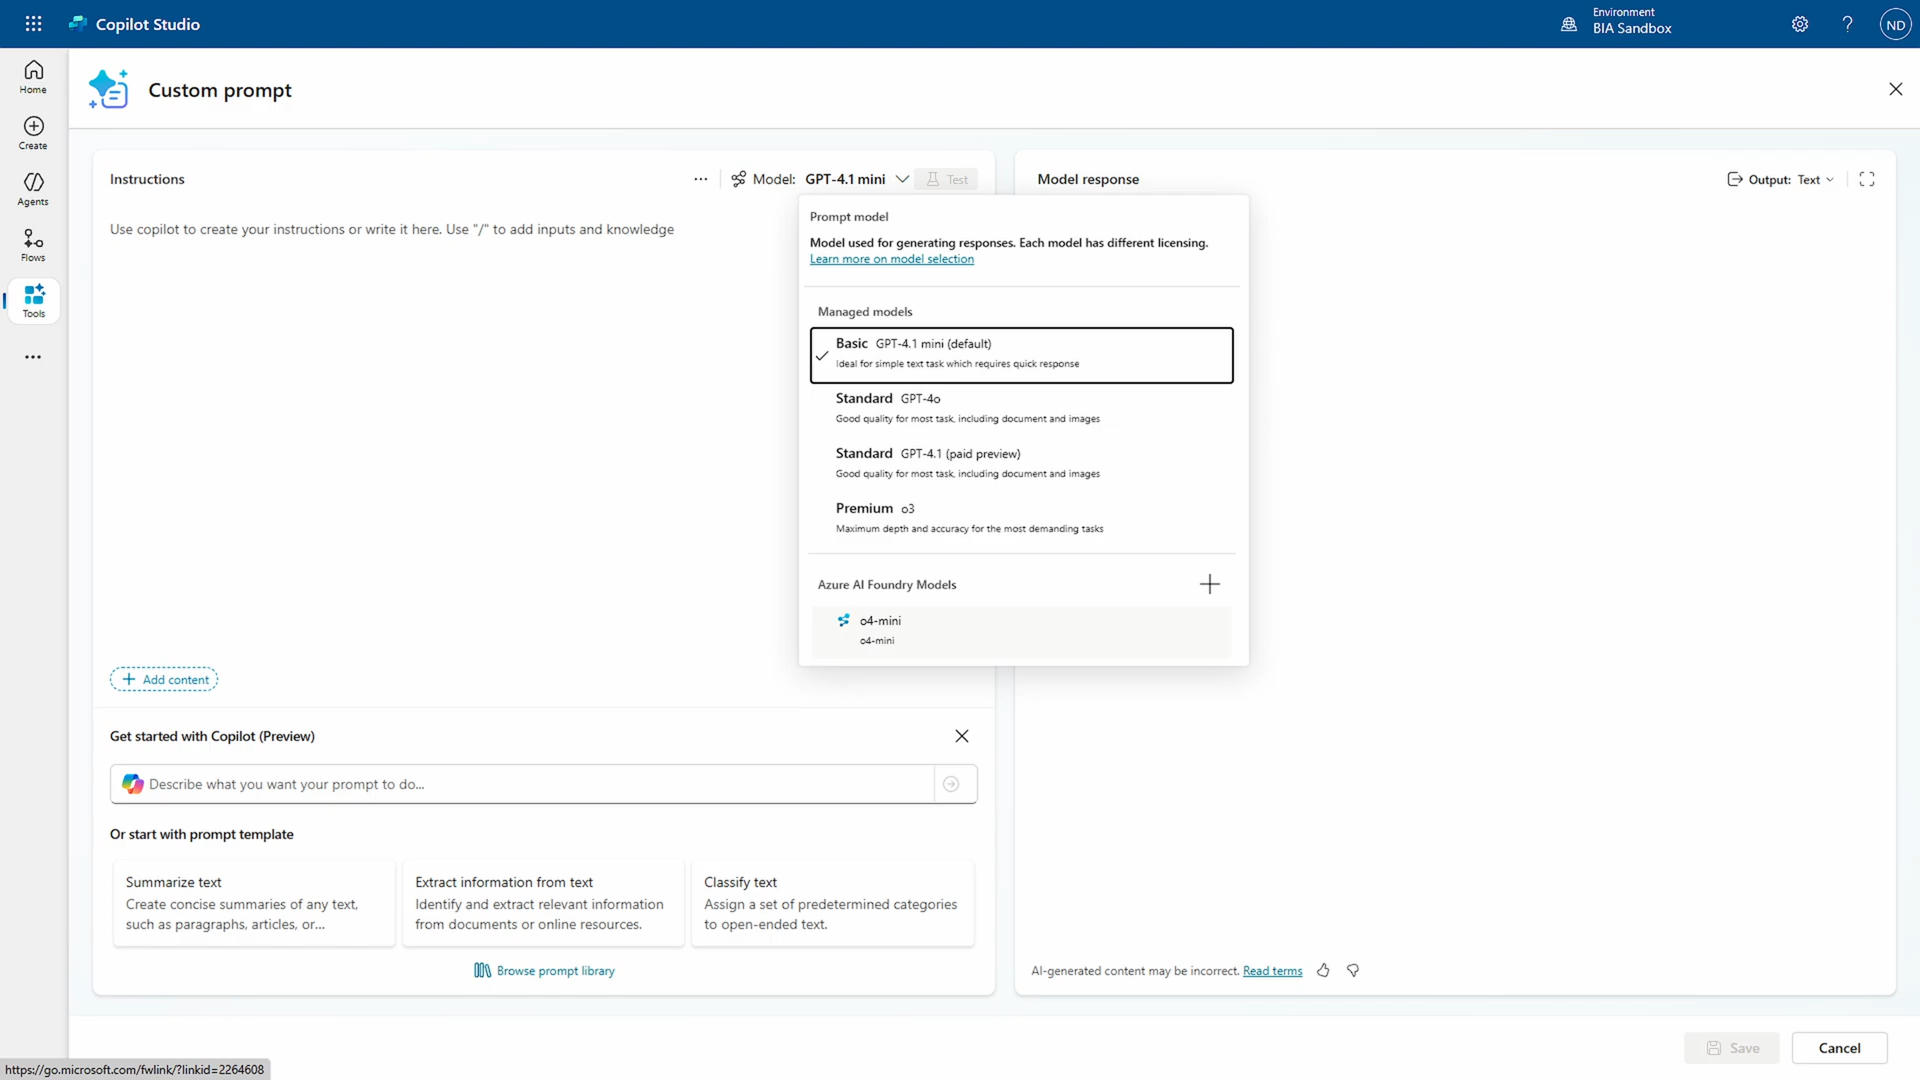 Copilot Studio
Environment
BIA Sandbox
?
ND
Home
Create
Agents
Flows
Tools
Custom prompt
Instructions
Model: GPT-4.1 mini
Test
Use copilot to create your instructions or write it here. Use "/" to add inputs and knowledge
Prompt model
Model used for generating responses. Each model has different licensing.
Learn more on model selection
Managed models
Basic GPT-4.1 mini (default)
Ideal for simple text task which requires quick response
Standard GPT-4o
Good quality for most task, including document and images
Standard GPT-4.1 (paid preview)
Good quality for most task, including document and images
Premium o3
Maximum depth and accuracy for the most demanding tasks
Azure AI Foundry Models
o4-mini
o4-mini
Add content
Get started with Copilot (Preview)
Describe what you want your prompt to do...
Or start with prompt template
Summarize text
Create concise summaries of any text,
such as paragraphs, articles, or...
Extract information from text
Identify and extract relevant information
from documents or online resources.
Classify text
Assign a set of predetermined categories
to open-ended text.
Browse prompt library
Model response
Output: Text
AI-generated content may be incorrect. Read terms
Save
Cancel
https://go.microsoft.com/fwlink/?linkid=2264608